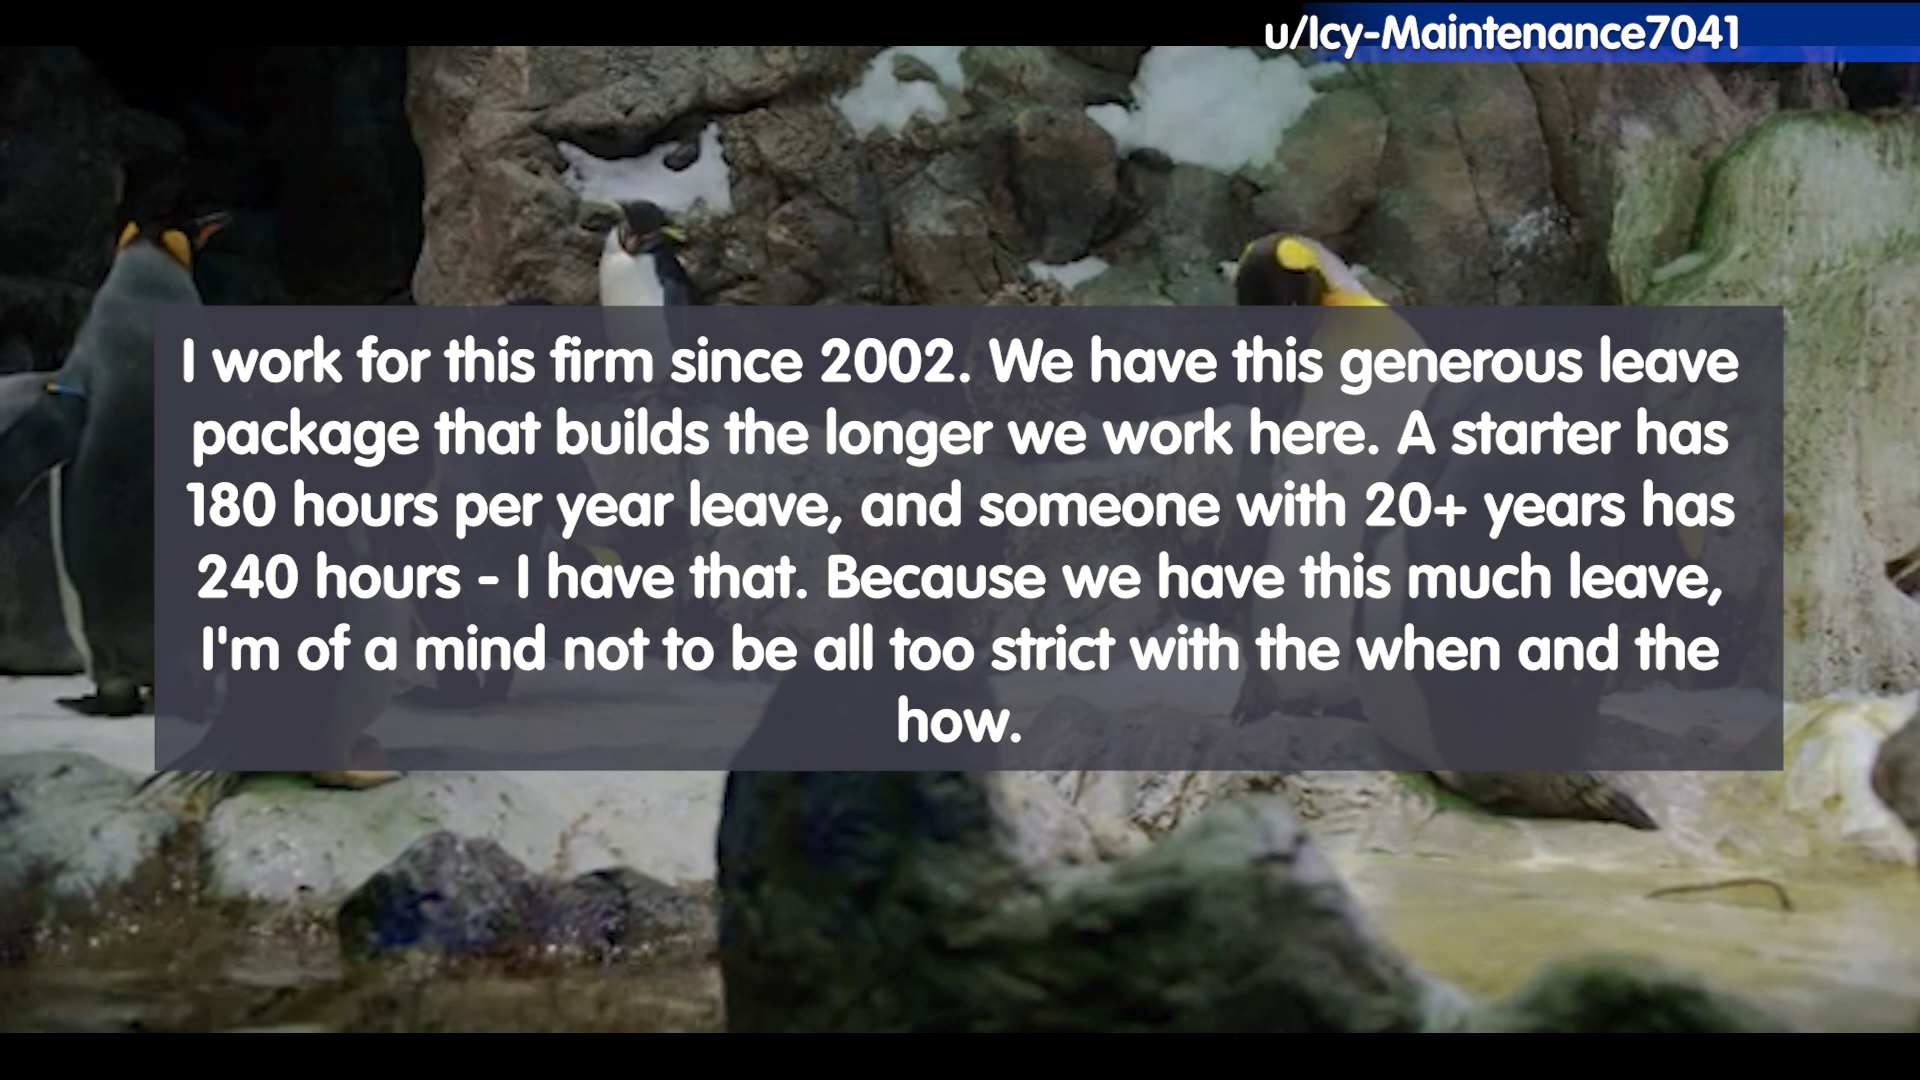 u/Icy-Maintenance7041
I work for this firm since 2002. We have this generous leave
package that builds the longer we work here. A starter has
180 hours per year leave, and someone with 20+ years has
240 hours - I have that. Because we have this much leave,
I'm of a mind not to be all too strict with the when and the
how.